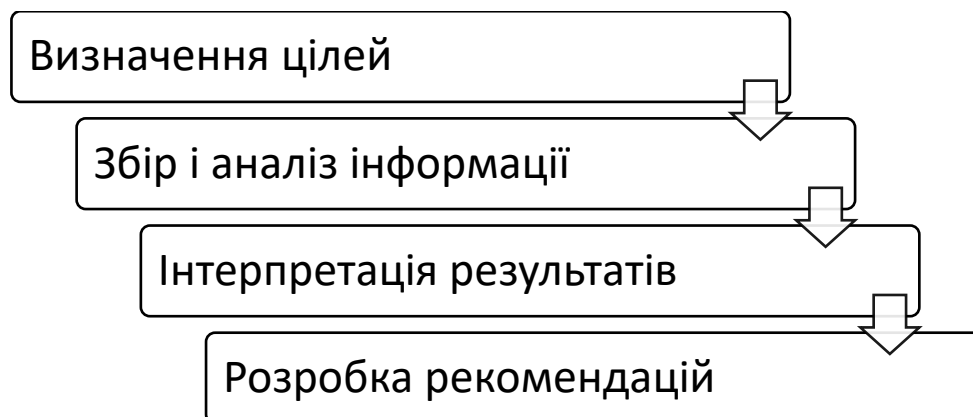 Визначення цілей
Збір і аналіз інформації
Інтерпретація результатів
Розробка рекомендацій